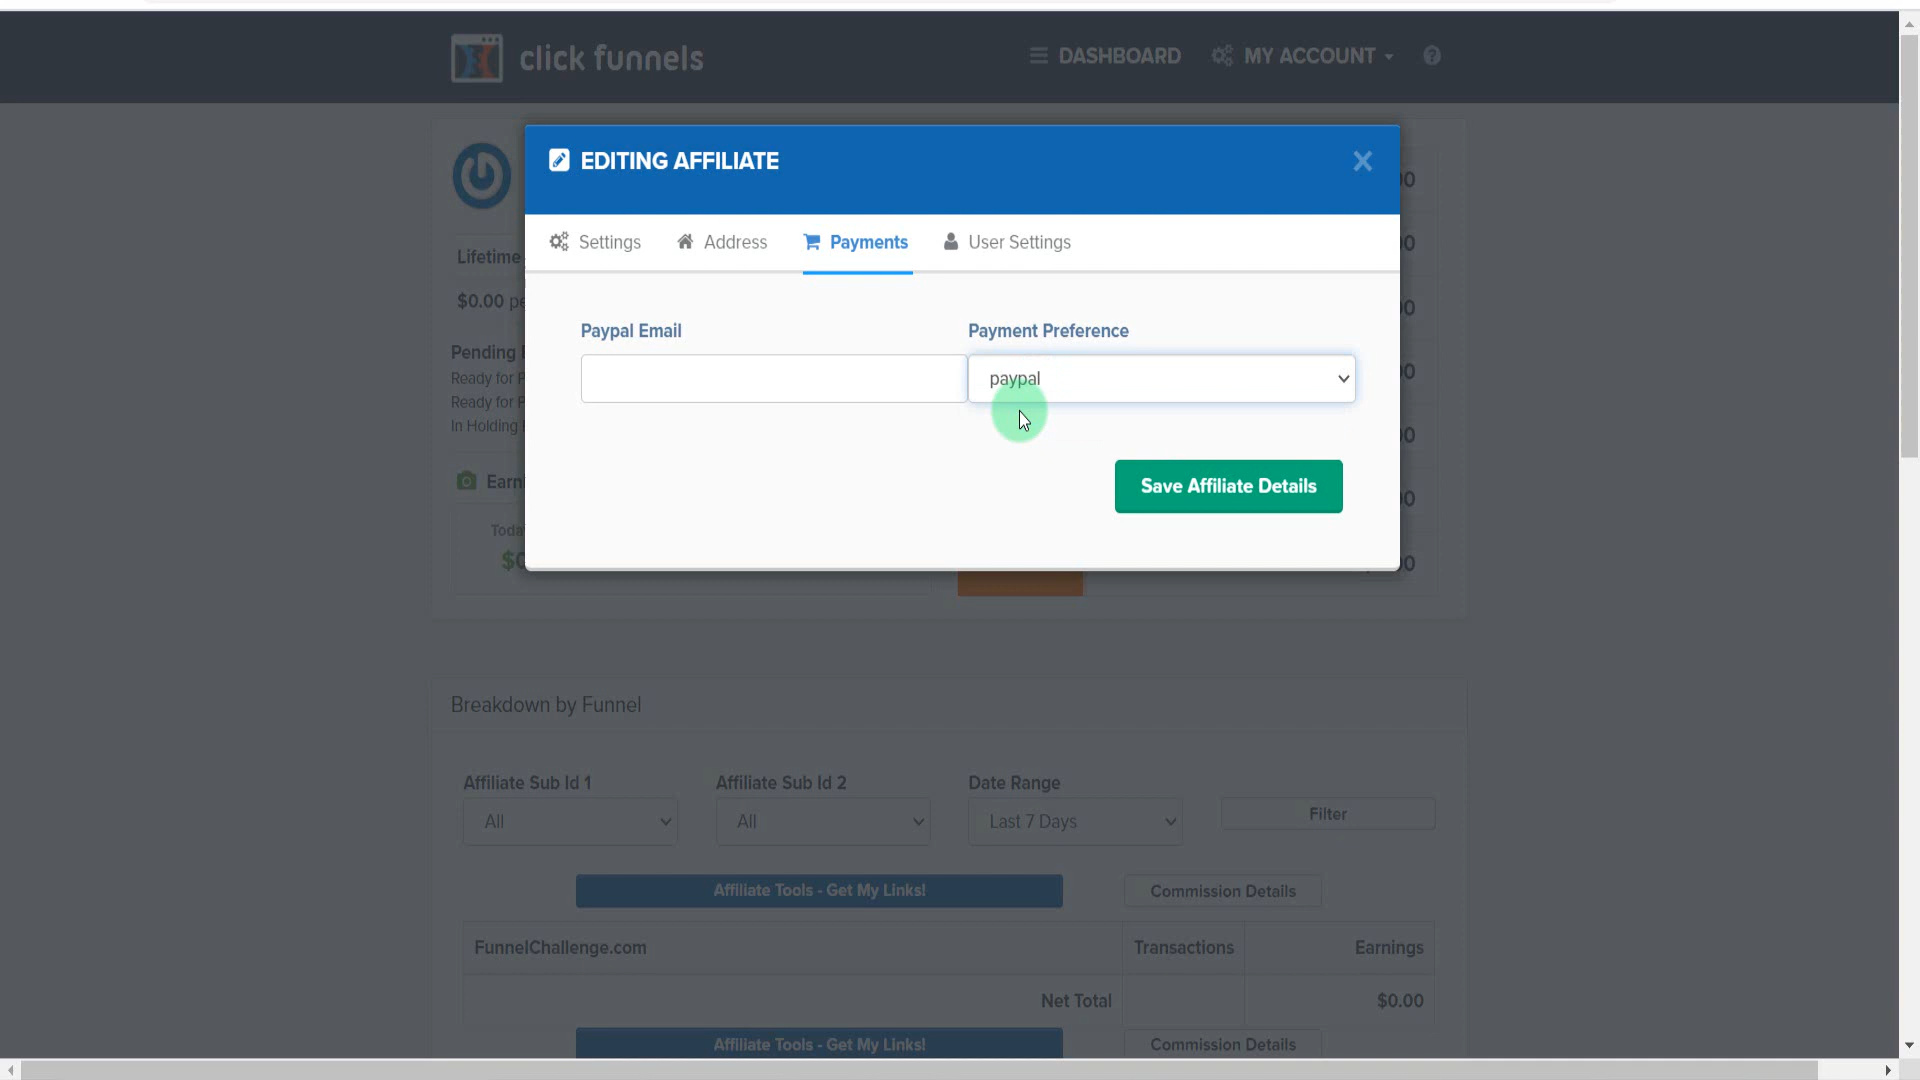 click funnels
DASHBOARD
MY ACCOUNT
EDITING AFFILIATE
Settings
Address
Payments
User Settings
Lifetime
$0.00
Paypal Email
Payment Preference
paypal
Pending
Ready for
Ready for
In Holding
Save Affiliate Details
Breakdown by Funnel
Affiliate Sub Id 1
Affiliate Sub Id 2
Date Range
All
All
Last 7 Days
Filter
Affiliate Tools - Get My Links!
Commission Details
FunnelChallenge.com
Transactions
Earnings
Net Total
$0.00
Affiliate Tools - Get My Links!
Commission Details